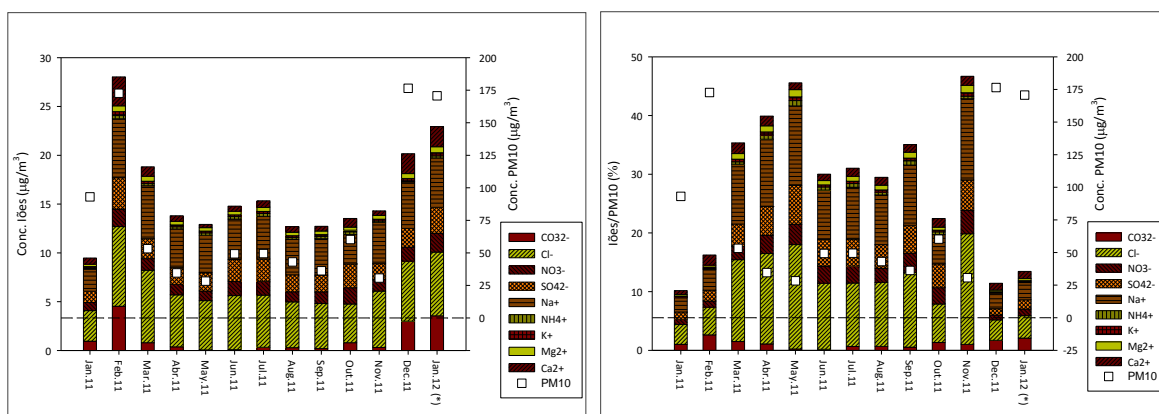 Conc. Iões (µg/m³)
30
25
20
15
10
5
0
200
175
150
125
100
75
50
25
0
-25
Conc. PM10 (µg/m³)
Jan.11
Feb.11
Mar.11
Abr.11
May.11
Jun.11
Jul.11
Aug.11
Sep.11
Out.11
Nov.11
Dec.11
Jan.12 (*)
CO32-
Cl-
NO3-
SO42-
Na+
NH4+
K+
Mg2+
Ca2+
PM10
Iões/PM10 (%)
50
40
30
20
10
0
200
175
150
125
100
75
50
25
0
-25
Conc. PM10 (µg/m³)
Jan.11
Feb.11
Mar.11
Abr.11
May.11
Jun.11
Jul.11
Aug.11
Sep.11
Out.11
Nov.11
Dec.11
Jan.12 (*)
CO32-
Cl-
NO3-
SO42-
Na+
NH4+
K+
Mg2+
Ca2+
PM10